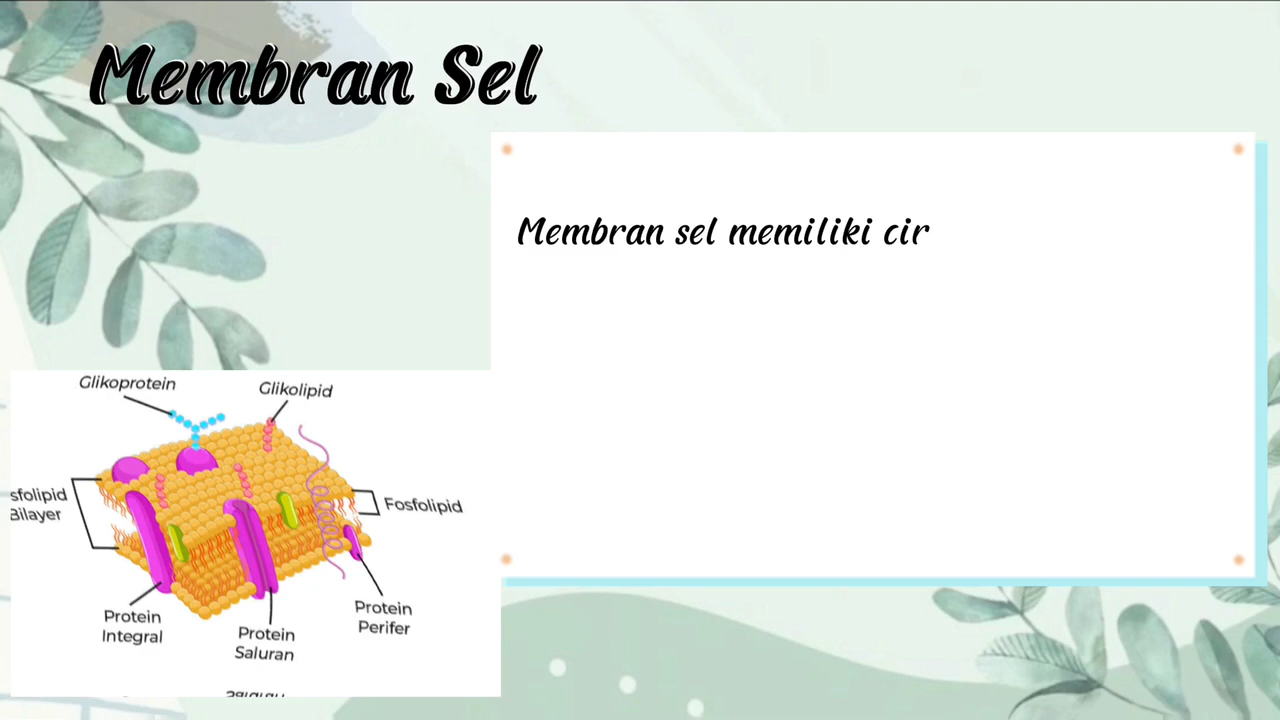 Membran Sel
Membran sel memiliki cir
Glikoprotein
Glikolipid
sfolipid
Bilayer
Fosfolipid
Protein
Integral
Protein
Saluran
Protein
Perifer